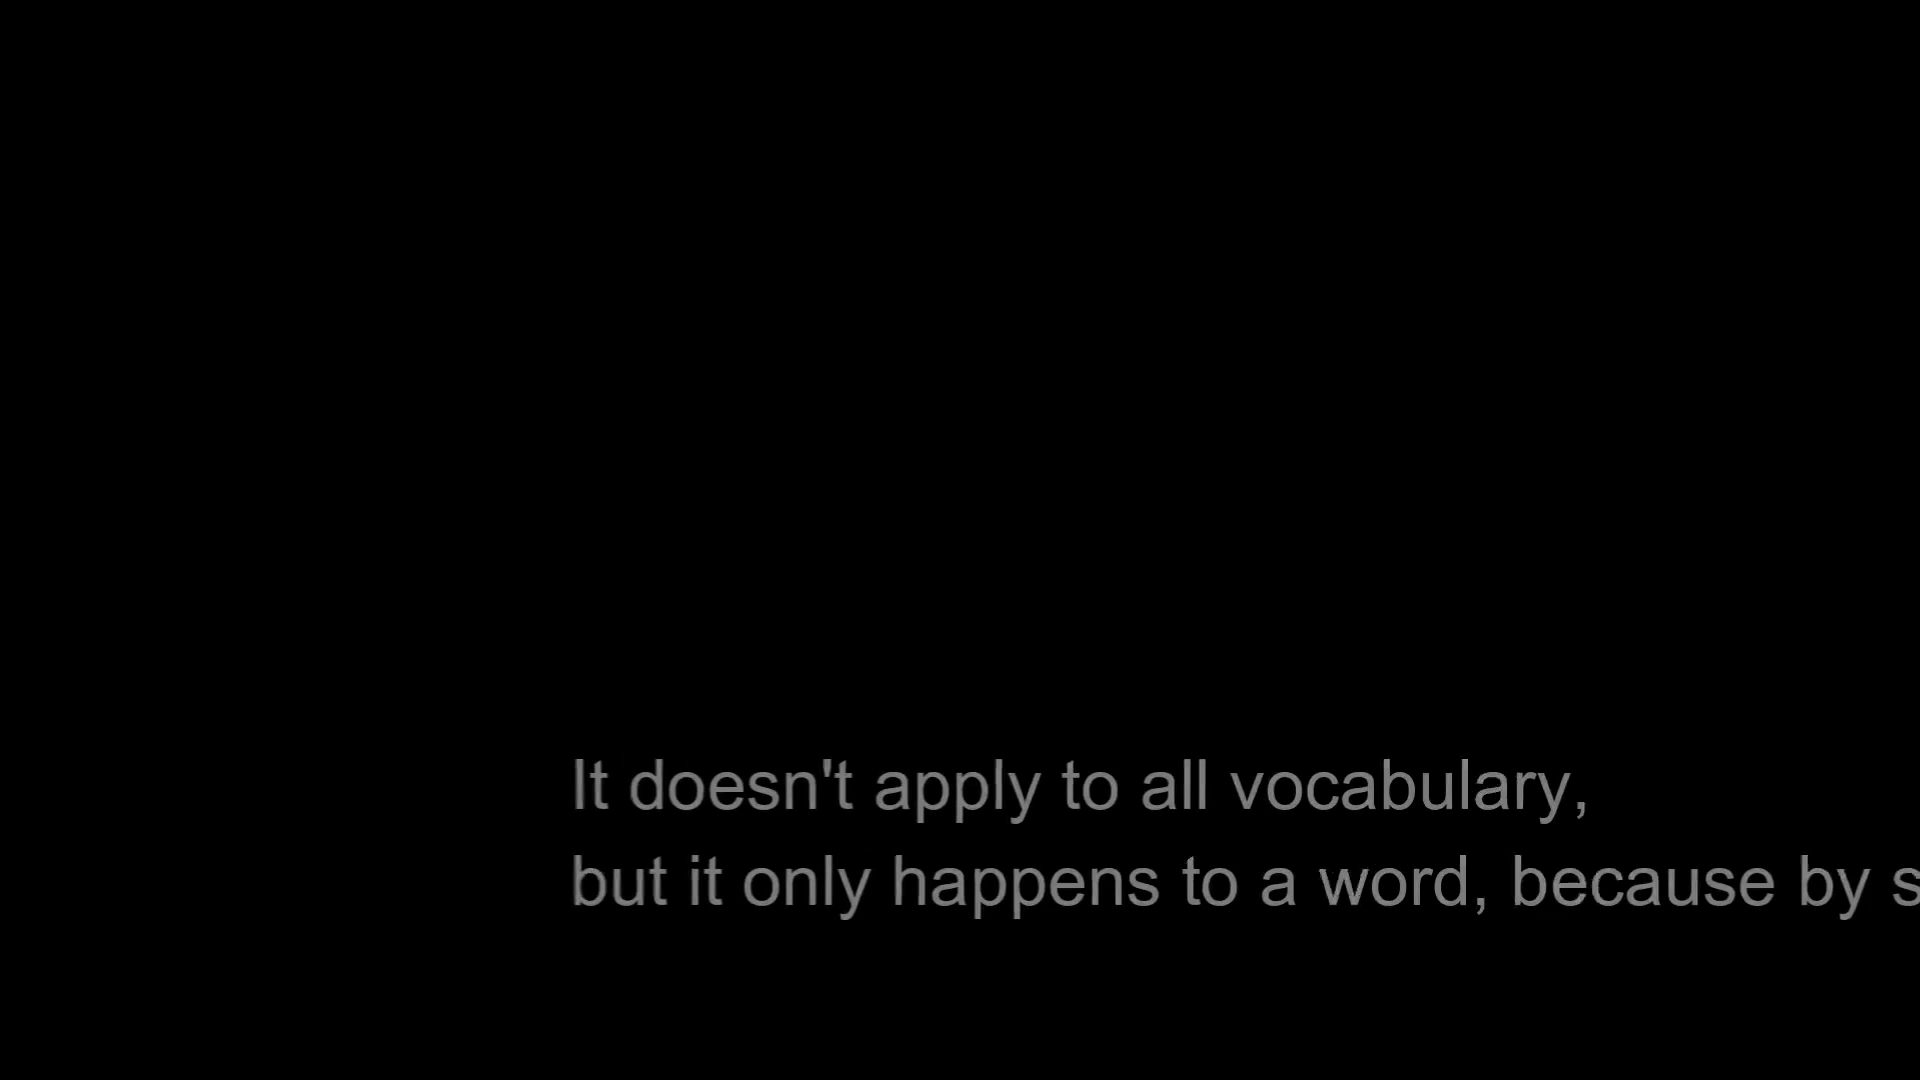 It doesn't apply to all vocabulary,
but it only happens to a word, because by